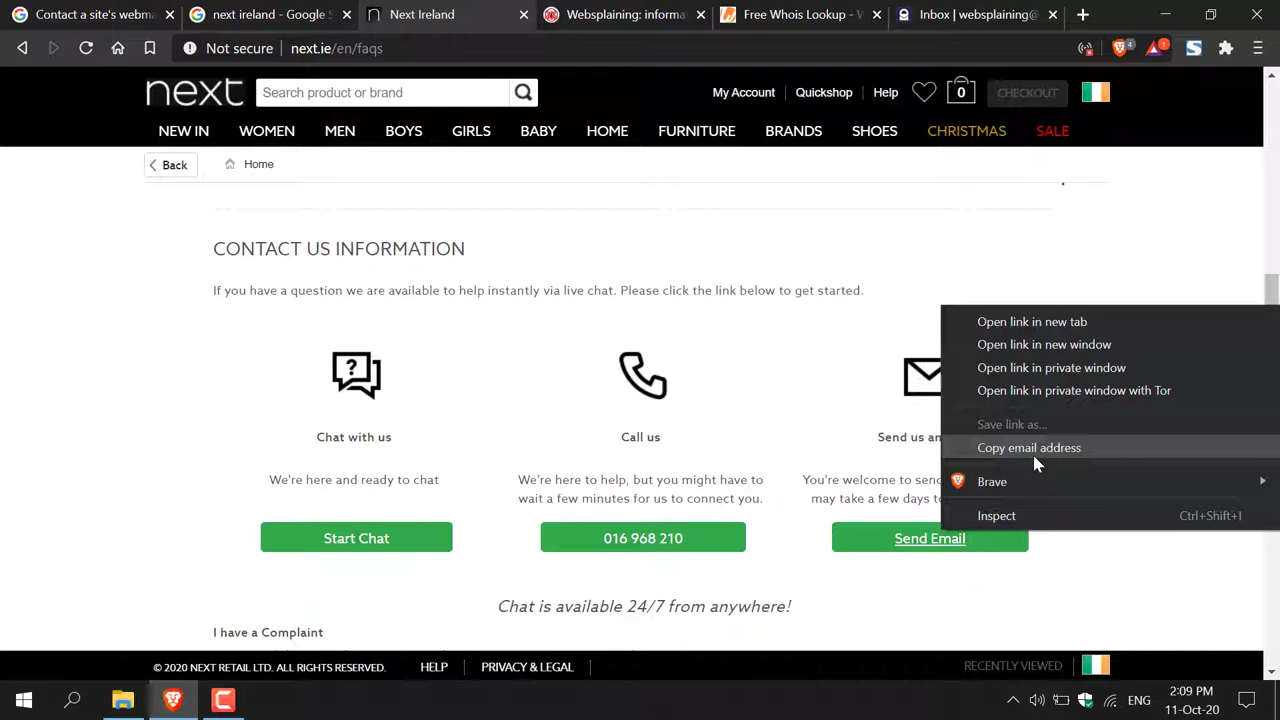 Contact a site's webma
next ireland - Google S
Next Ireland
Websplaining: informa
Free Whois Lookup - W
Inbox | websplaining@
Not secure
next.ie/en/faqs
4
1
next
Search product or brand
My Account
Quickshop
Help
0
CHECKOUT
NEW IN
WOMEN
MEN
BOYS
GIRLS
BABY
HOME
FURNITURE
BRANDS
SHOES
CHRISTMAS
SALE
Back
Home
CONTACT US INFORMATION
If you have a question we are available to help instantly via live chat. Please click the link below to get started.
Chat with us
We're here and ready to chat
Start Chat
Call us
We're here to help, but you might have to
wait a few minutes for us to connect you.
016 968 210
Send us an
You're welcome to sen
may take a few days to
Send Email
Open link in new tab
Open link in new window
Open link in private window
Open link in private window with Tor
Save link as...
Copy email address
Brave
Inspect
Ctrl+Shift+I
Chat is available 24/7 from anywhere!
I have a Complaint
© 2020 NEXT RETAIL LTD. ALL RIGHTS RESERVED.
HELP
PRIVACY & LEGAL
RECENTLY VIEWED
ENG
2:09 PM
11-Oct-20